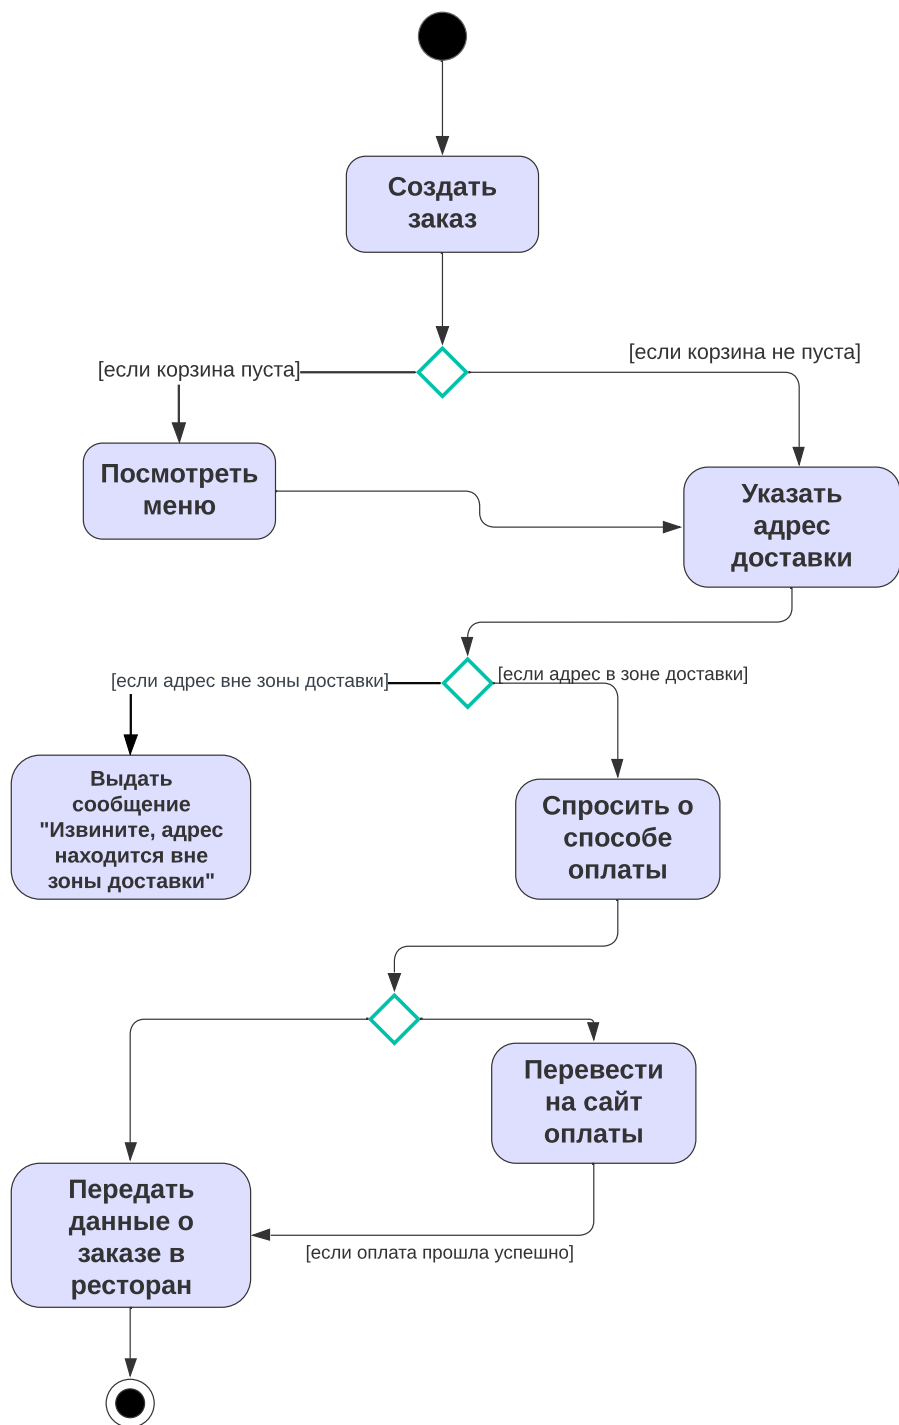 Создать
заказ
[если корзина пуста]
[если корзина не пуста]
Посмотреть
меню
Указать
адрес
доставки
[если адрес вне зоны доставки]
[если адрес в зоне доставки]
Выдать
сообщение
"Извините, адрес
находится вне
зоны доставки"
Спросить о
способе
оплаты
Перевести
на сайт
оплаты
Передать
данные о
заказе в
ресторан
[если оплата прошла успешно]